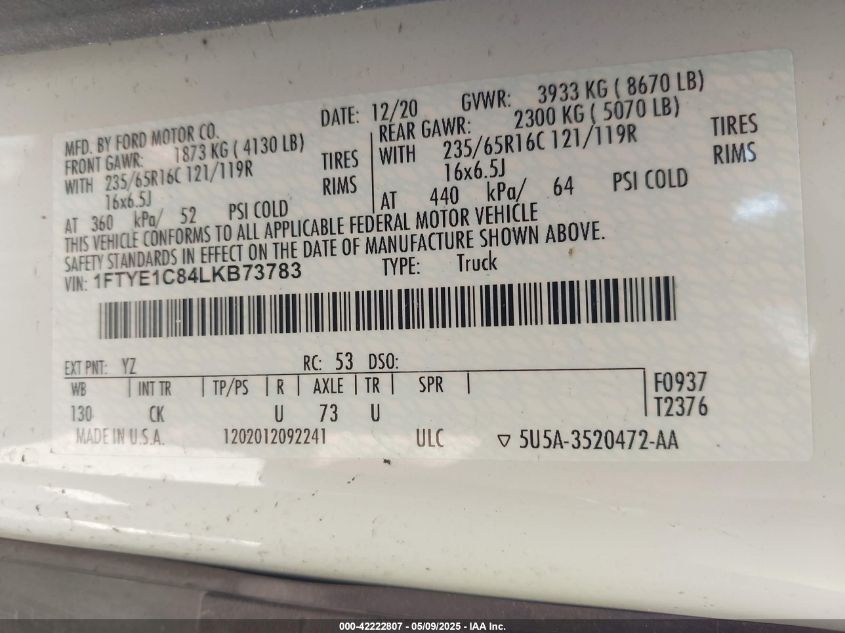 MFD. BY FORD MOTOR CO. DATE: 12/20 GVWR: 3933 KG ( 8670 LB)
FRONT GAWR: 1873 KG ( 4130 LB) REAR GAWR: 2300 KG ( 5070 LB)
WITH 235/65R16C 121/119R TIRES WITH 235/65R16C 121/119R TIRES
16x6.5J RIMS 16x6.5J RIMS
AT 360 kPa/ 52 PSI COLD AT 440 kPa/ 64 PSI COLD
THIS VEHICLE CONFORMS TO ALL APPLICABLE FEDERAL MOTOR VEHICLE
SAFETY STANDARDS IN EFFECT ON THE DATE OF MANUFACTURE SHOWN ABOVE.
VIN: 1FTYE1C84LKB73783 TYPE: Truck
EXT PNT: YZ RC: 53 DSO:
WB INT TR TP/PS R AXLE TR SPR F0937
130 CK U 73 U T2376
MADE IN U.S.A. 1202012092241 ULC ▽ 5U5A-3520472-AA
000-42222807 - 05/09/2025 - IAA Inc.